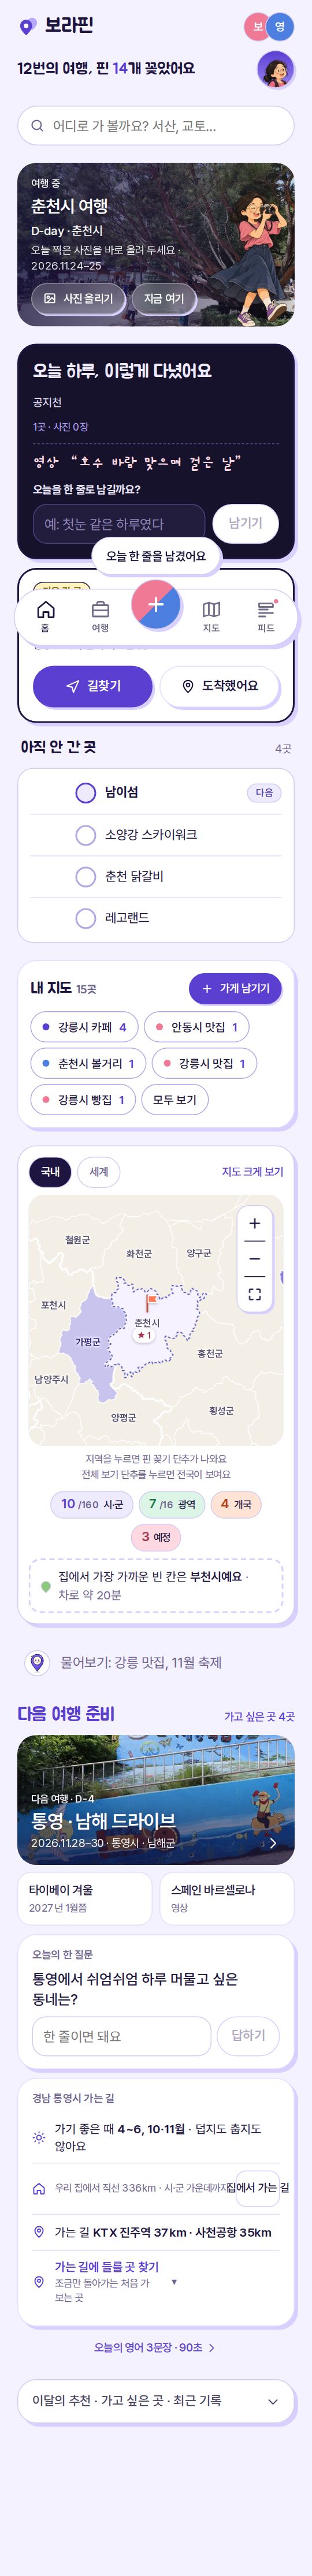 보라핀
보
영
12번의 여행, 핀 14개 꽂았어요
어디로 가 볼까요? 서산, 교토...
여행 중
춘천시 여행
D-day · 춘천시
오늘 찍은 사진을 바로 올려 두세요 ·
2026.11.24–25
사진 올리기
지금 여기
오늘 하루, 이렇게 다녔어요
공지천
1곳 · 사진 0장
영상 “호수 바람 맞으며 걸은 날”
오늘을 한 줄로 남길까요?
예: 첫눈 같은 하루였다
남기기
오늘 한 줄을 남겼어요
홈
여행
지도
피드
길찾기
도착했어요
아직 안 간 곳
4곳
남이섬
다음
소양강 스카이워크
춘천 닭갈비
레고랜드
내 지도 15곳
가게 남기기
강릉시 카페 4
안동시 맛집 1
춘천시 볼거리 1
강릉시 맛집 1
강릉시 빵집 1
모두 보기
국내
세계
지도 크게 보기
철원군
화천군
양구군
포천시
춘천시
★ 1
가평군
홍천군
남양주시
횡성군
양평군
지역을 누르면 핀 꽂기 단추가 나와요
전체 보기 단추를 누르면 전국이 보여요
10 /160 시·군
7 /16 광역
4 개국
3 예정
집에서 가장 가까운 빈 칸은 부천시예요 ·
차로 약 20분
물어보기: 강릉 맛집, 11월 축제
다음 여행 준비
가고 싶은 곳 4곳
다음 여행 · D-4
통영 · 남해 드라이브
2026.11.28–30 · 통영시 · 남해군
타이베이 겨울
2027년 1월쯤
스페인 바르셀로나
영상
오늘의 한 질문
통영에서 쉬엄쉬엄 하루 머물고 싶은
동네는?
한 줄이면 돼요
답하기
경남 통영시 가는 길
가기 좋은 때 4~6, 10·11월 · 덥지도 춥지도
않아요
우리 집에서 직선 336km · 시·군 가운데까지
집에서 가는 길
가는 길 KTX 진주역 37km · 사천공항 35km
가는 길에 들를 곳 찾기
조금만 돌아가는 처음 가
보는 곳
오늘의 영어 3문장 · 90초
이달의 추천 · 가고 싶은 곳 · 최근 기록